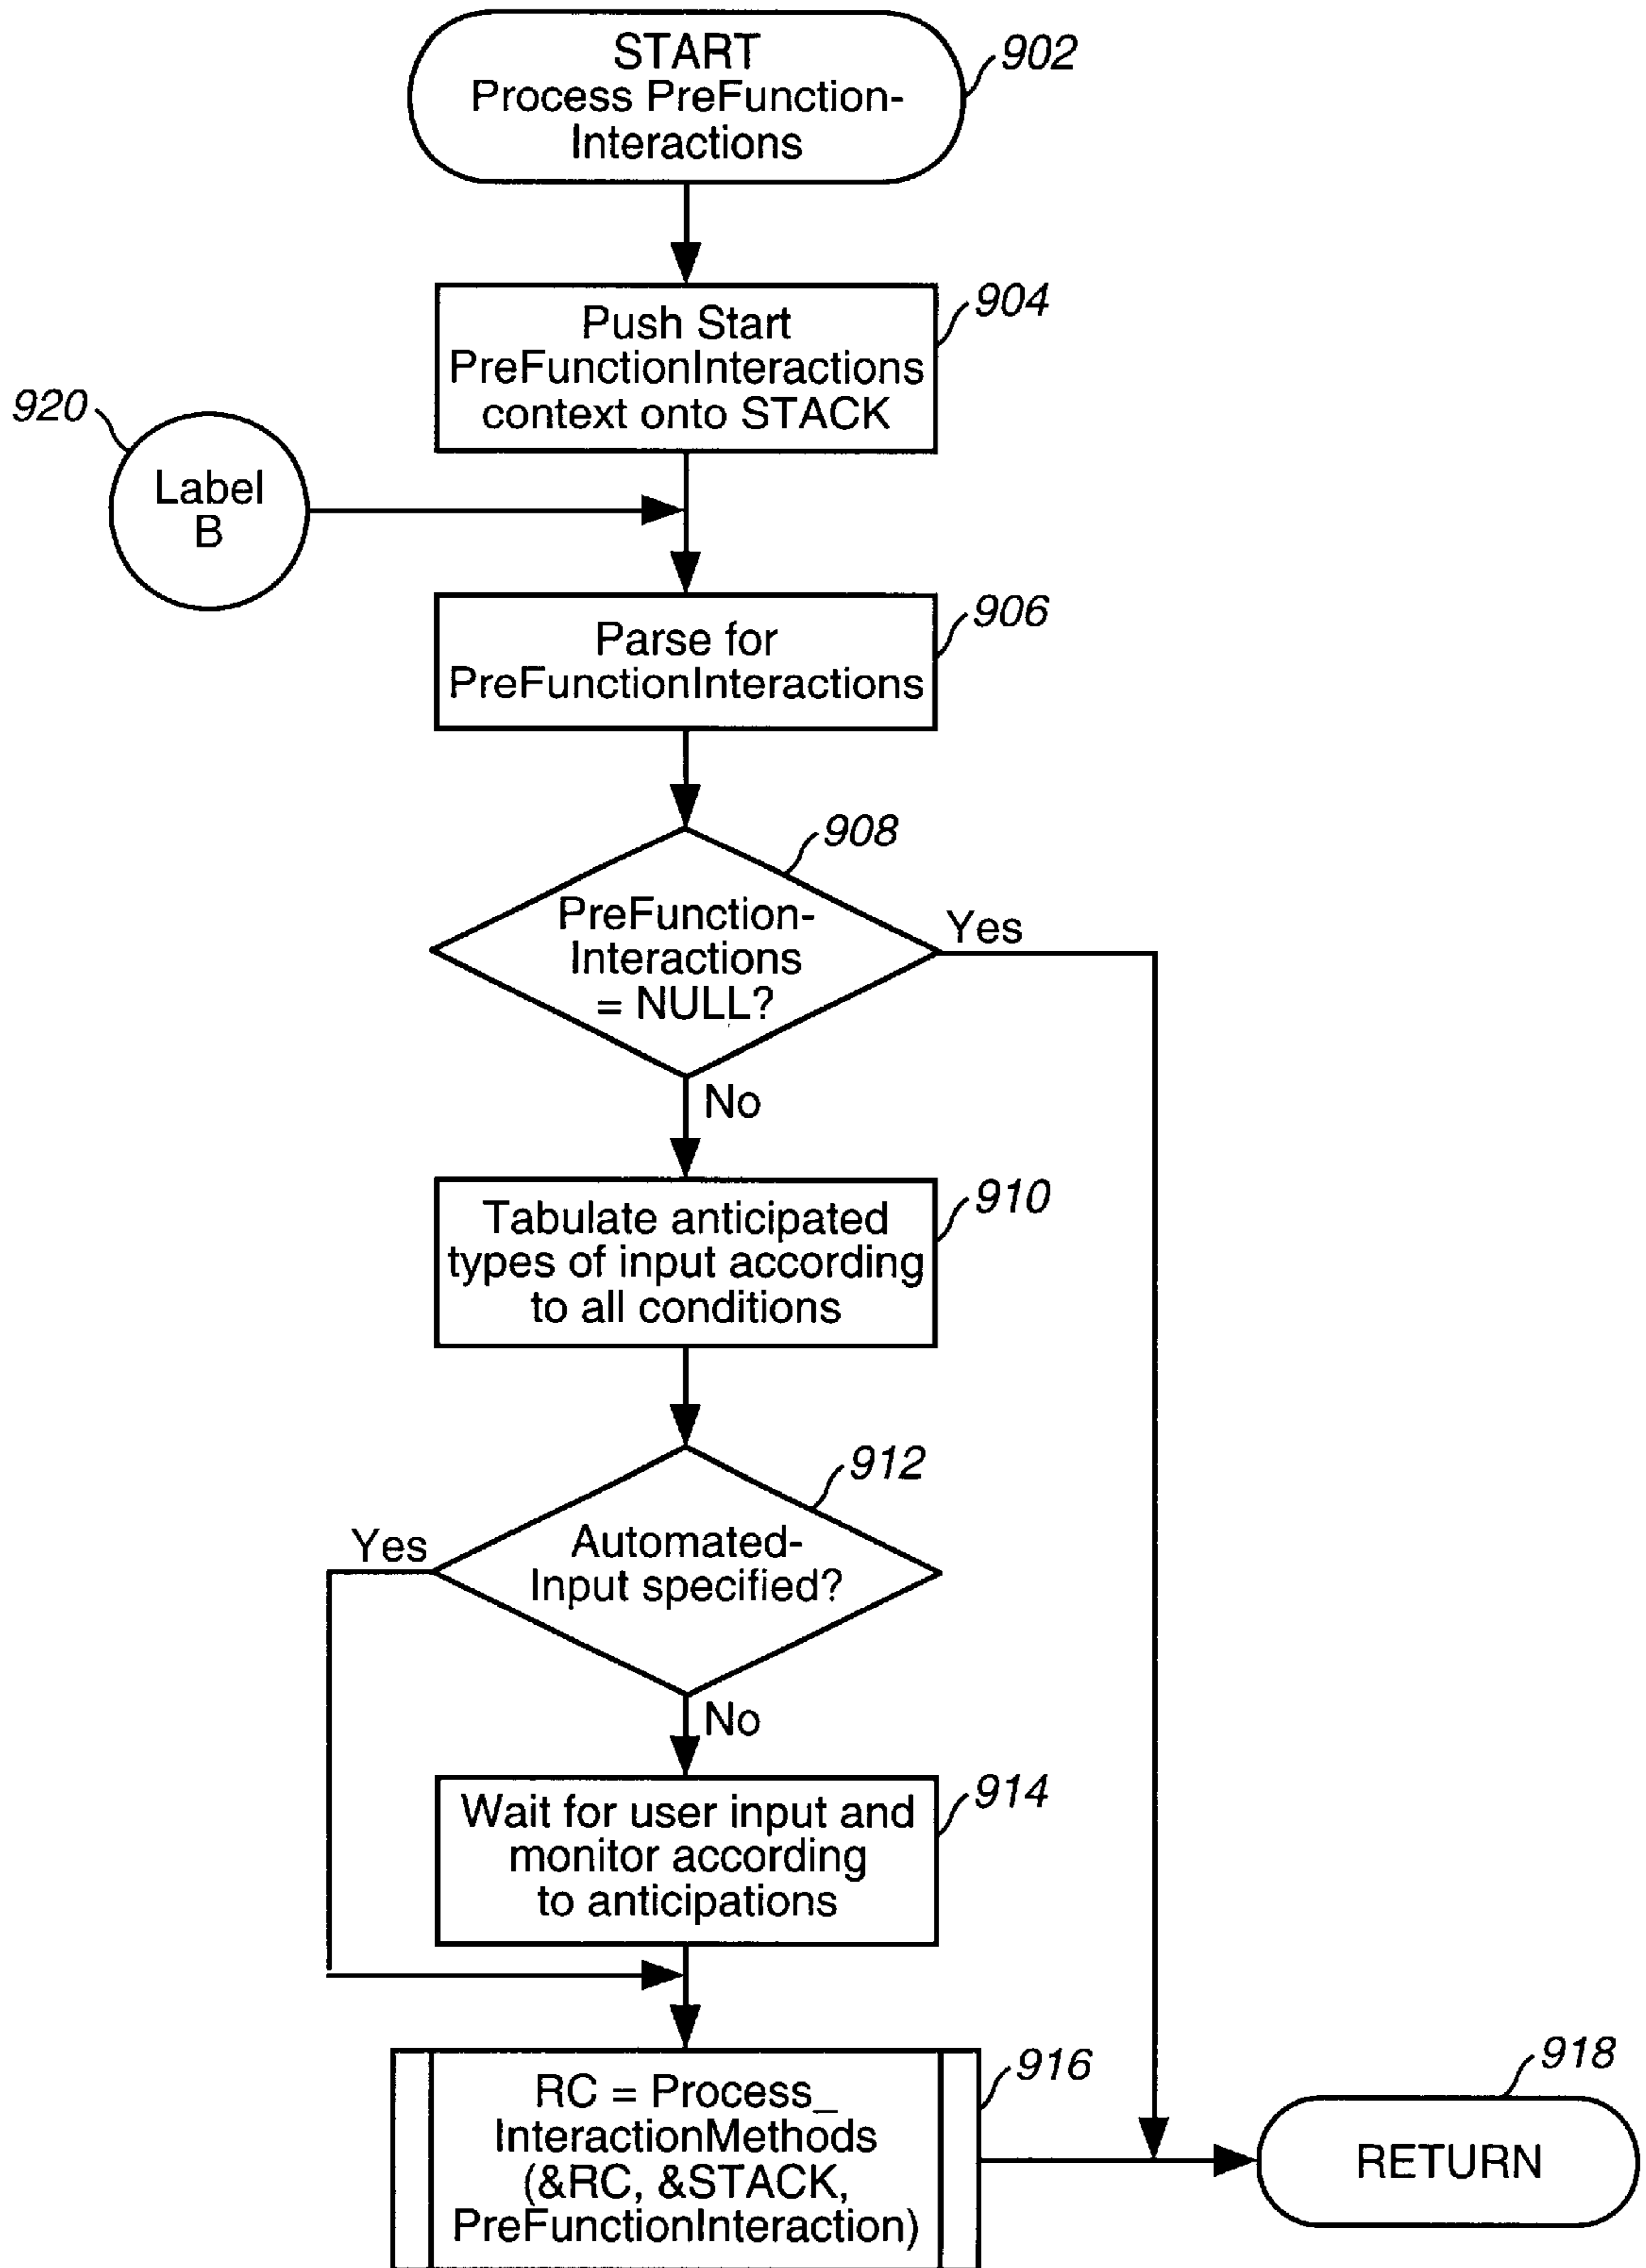 START
Process PreFunction-
Interactions
902
Push Start
PreFunctionInteractions
context onto STACK
904
920
Label
B
Parse for
PreFunctionInteractions
906
908
PreFunction-
Interactions
= NULL?
Yes
No
Tabulate anticipated
types of input according
to all conditions
910
912
Automated-
Input specified?
Yes
No
Wait for user input and
monitor according
to anticipations
914
RC = Process_
InteractionMethods
(&RC, &STACK,
PreFunctionInteraction)
916
918
RETURN